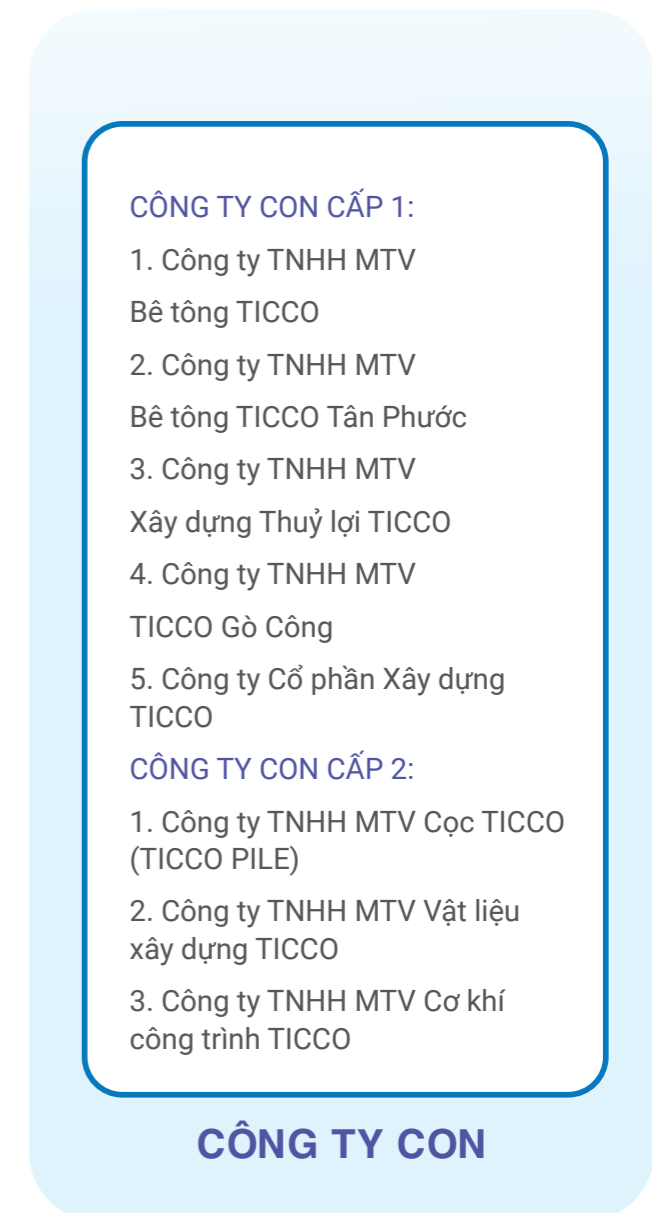 CÔNG TY CON CẤP 1:
1. Công ty TNHH MTV
Bê tông TICCO
2. Công ty TNHH MTV
Bê tông TICCO Tân Phước
3. Công ty TNHH MTV
Xây dựng Thuỷ lợi TICCO
4. Công ty TNHH MTV
TICCO Gò Công
5. Công ty Cổ phần Xây dựng
TICCO
CÔNG TY CON CẤP 2:
1. Công ty TNHH MTV Cọc TICCO
(TICCO PILE)
2. Công ty TNHH MTV Vật liệu
xây dựng TICCO
3. Công ty TNHH MTV Cơ khí
công trình TICCO
CÔNG TY CON